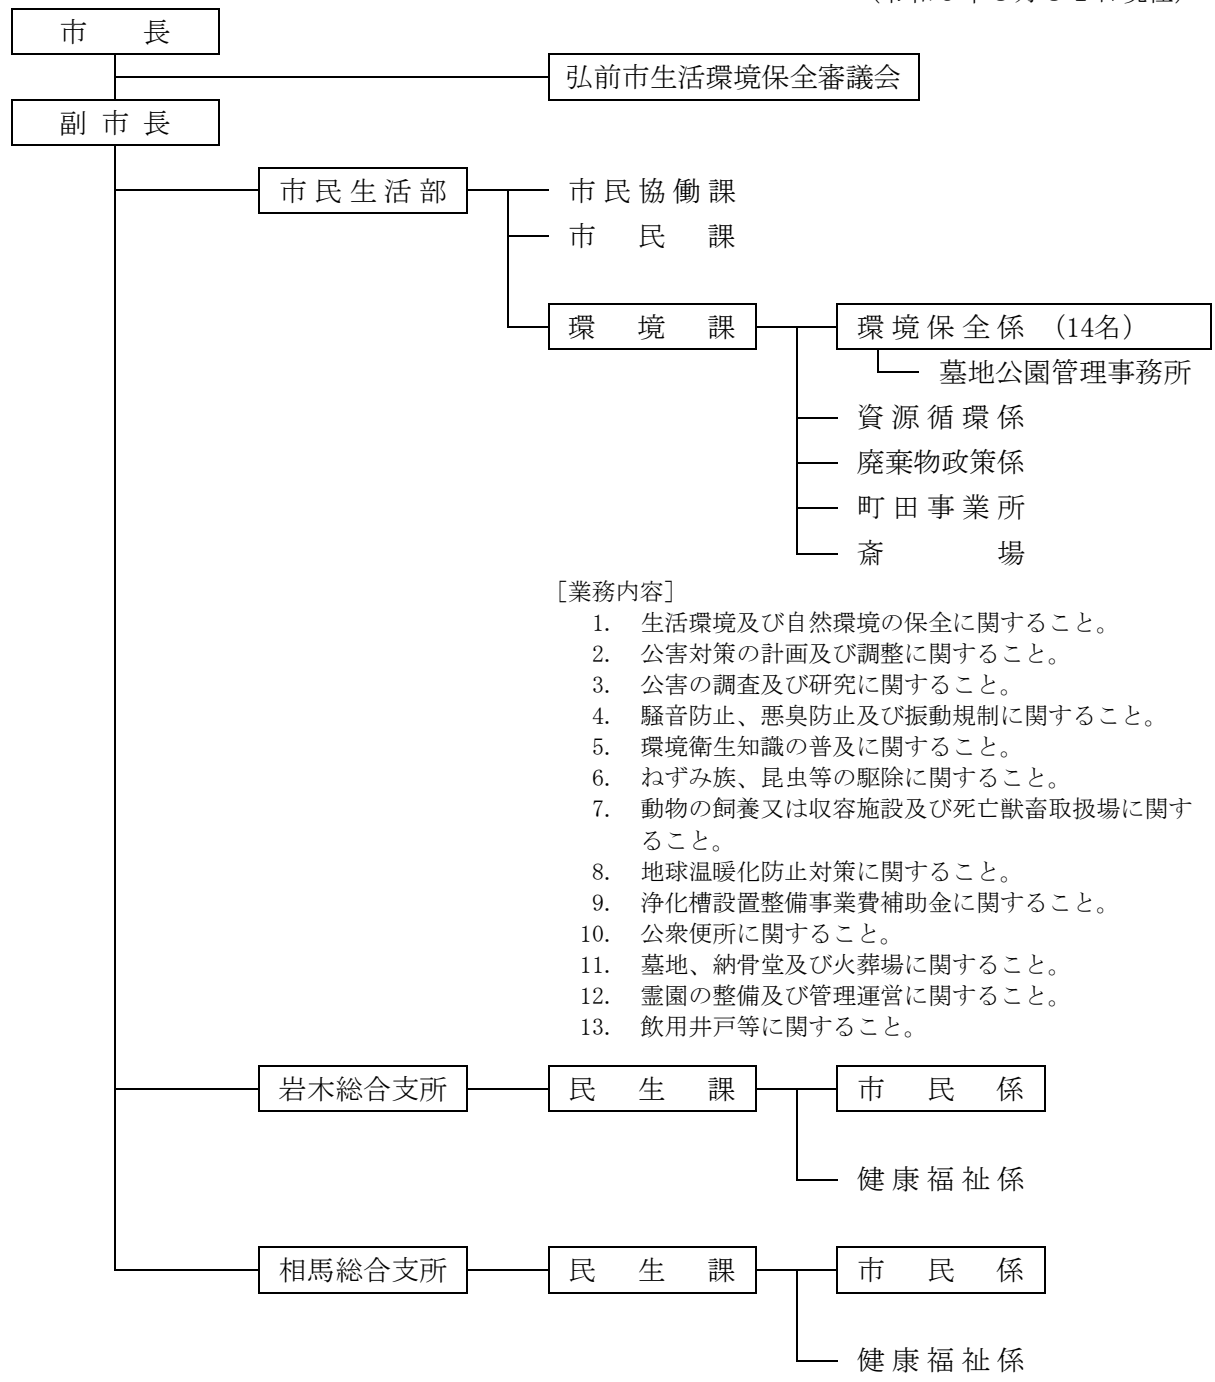 市長
弘前市生活環境保全審議会
副市長
市民生活部
市民協働課
市民課
環境課
環境保全係 (14名)
墓地公園管理事務所
資源循環係
廃棄物政策係
町田事業所
斎場
［業務内容］
1. 生活環境及び自然環境の保全に関すること。
2. 公害対策の計画及び調整に関すること。
3. 公害の調査及び研究に関すること。
4. 騒音防止、悪臭防止及び振動規制に関すること。
5. 環境衛生知識の普及に関すること。
6. ねずみ族、昆虫等の駆除に関すること。
7. 動物の飼養又は収容施設及び死亡獣畜取扱場に関す
ること。
8. 地球温暖化防止対策に関すること。
9. 浄化槽設置整備事業費補助金に関すること。
10. 公衆便所に関すること。
11. 墓地、納骨堂及び火葬場に関すること。
12. 霊園の整備及び管理運営に関すること。
13. 飲用井戸等に関すること。
岩木総合支所
民生課
市民係
健康福祉係
相馬総合支所
民生課
市民係
健康福祉係